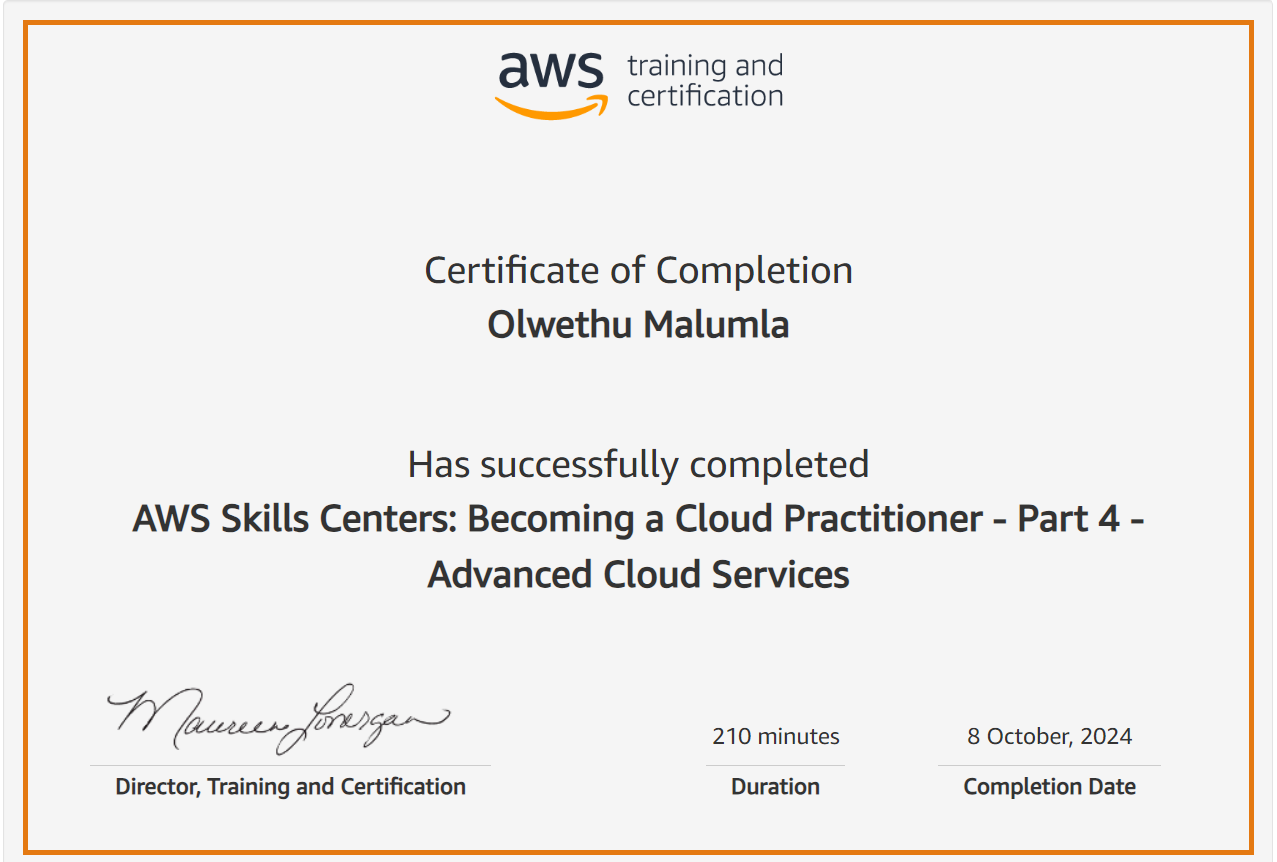 aws training and
certification
Certificate of Completion
Olwethu Malumla
Has successfully completed
AWS Skills Centers: Becoming a Cloud Practitioner - Part 4 -
Advanced Cloud Services
Maureen Lonergan
210 minutes
8 October, 2024
Director, Training and Certification
Duration
Completion Date